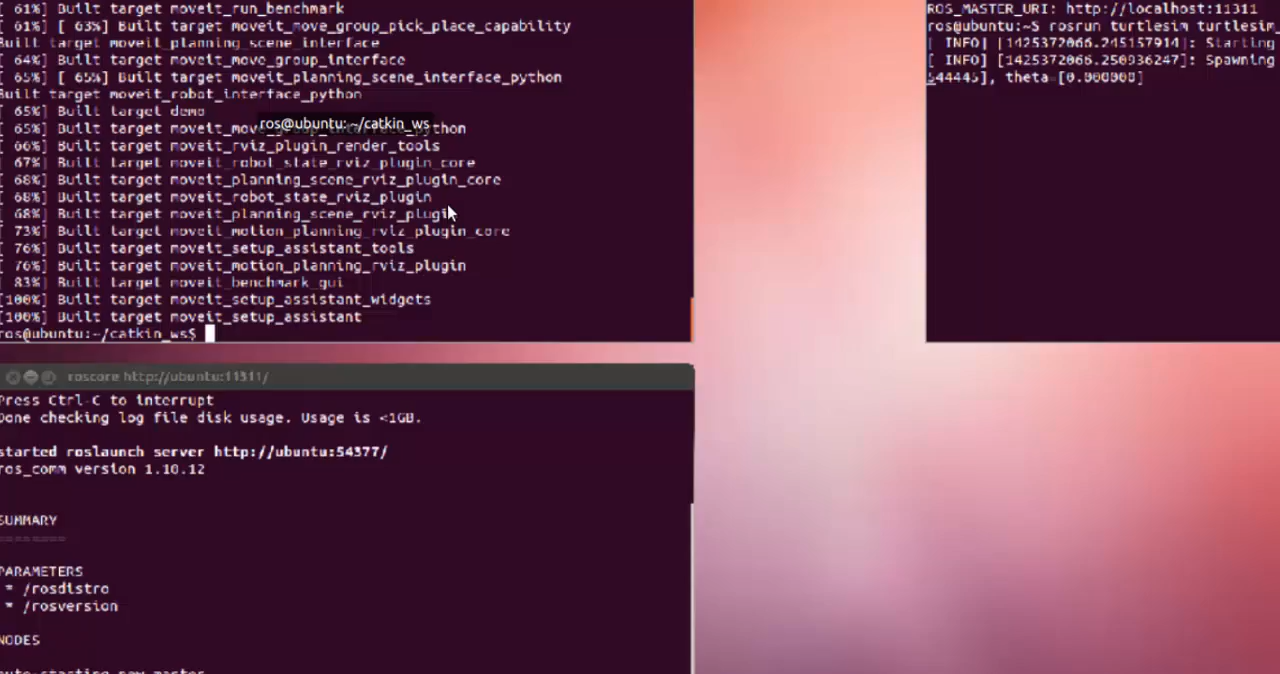 [ 61%] Built target moveit_run_benchmark
[ 61%] [ 63%] Built target moveit_move_group_pick_place_capability
Built target moveit_planning_scene_interface
[ 64%] Built target moveit_move_group_interface
[ 65%] [ 65%] Built target moveit_planning_scene_interface_python
Built target moveit_robot_interface_python
[ 65%] Built target demo
ros@ubuntu: ~/catkin_ws
[ 65%] Built target moveit_move_group_interface_python
[ 66%] Built target moveit_rviz_plugin_render_tools
[ 67%] Built target moveit_robot_state_rviz_plugin_core
[ 68%] Built target moveit_planning_scene_rviz_plugin_core
[ 68%] Built target moveit_robot_state_rviz_plugin
[ 68%] Built target moveit_planning_scene_rviz_plugin
[ 73%] Built target moveit_motion_planning_rviz_plugin_core
[ 76%] Built target moveit_setup_assistant_tools
[ 76%] Built target moveit_motion_planning_rviz_plugin
[ 83%] Built target moveit_benchmark_gui
[100%] Built target moveit_setup_assistant_widgets
[100%] Built target moveit_setup_assistant
ros@ubuntu:~/catkin_ws$
roscore http://ubuntu:11311/
Press Ctrl-C to interrupt
Done checking log file disk usage. Usage is <1GB.
started roslaunch server http://ubuntu:54377/
ros_comm version 1.10.12
SUMMARY
========
PARAMETERS
* /rosdistro
* /rosversion
NODES
auto-starting new master
ROS_MASTER_URI: http://localhost:11311
ros@ubuntu:~$ rosrun turtlesim turtlesim_
[ INFO] [1425372066.245157914]: Starting
[ INFO] [1425372066.250936247]: Spawning
544445], theta=[0.000000]